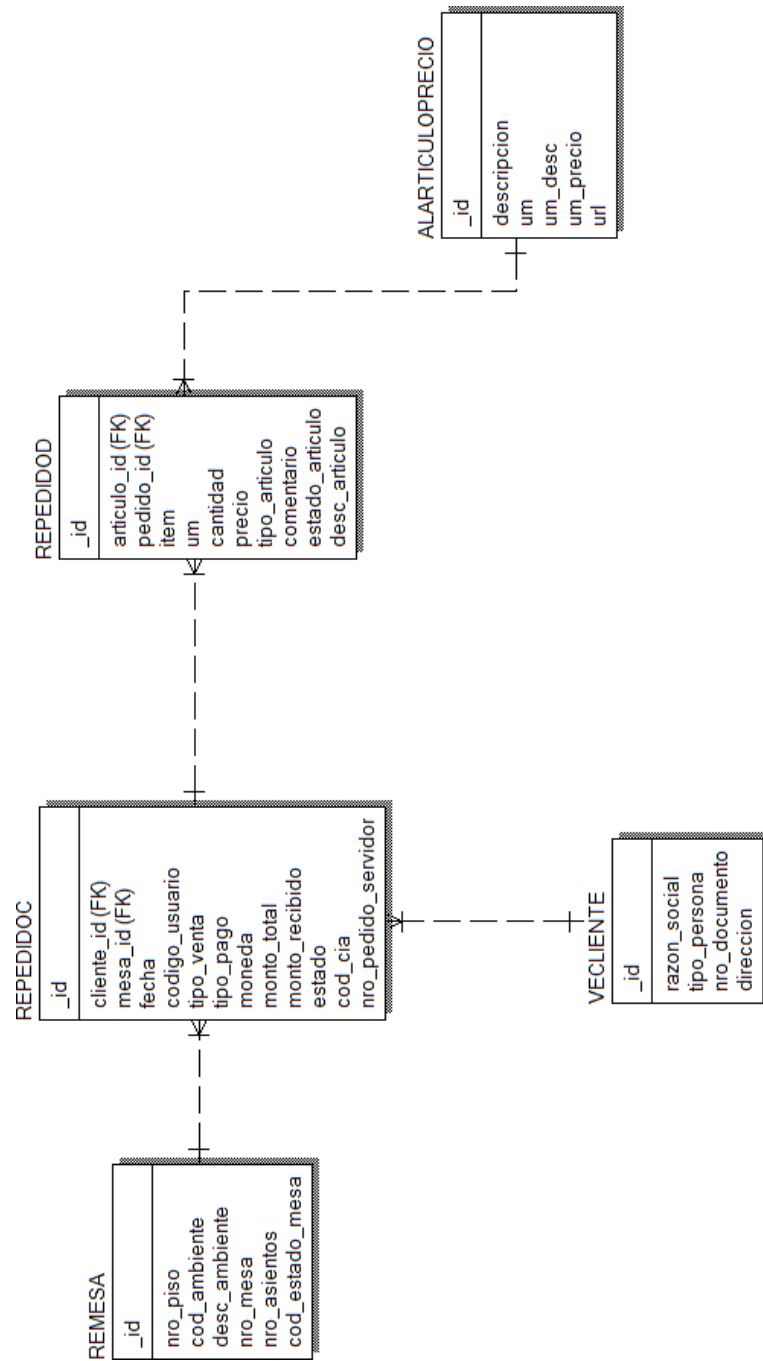 REMESA
_id
nro_piso
cod_ambiente
desc_ambiente
nro_mesa
nro_asientos
cod_estado_mesa
REPEDIDOC
_id
cliente_id (FK)
mesa_id (FK)
fecha
codigo_usuario
tipo_venta
tipo_pago
moneda
monto_total
monto_recibido
estado
cod_cia
nro_pedido_servidor
REPEDIDOD
_id
articulo_id (FK)
pedido_id (FK)
item
um
cantidad
precio
tipo_articulo
comentario
estado_articulo
desc_articulo
ALARTICULOPRECIO
_id
descripcion
um
um_desc
um_precio
url
VECLIENTE
_id
razon_social
tipo_persona
nro_documento
direccion